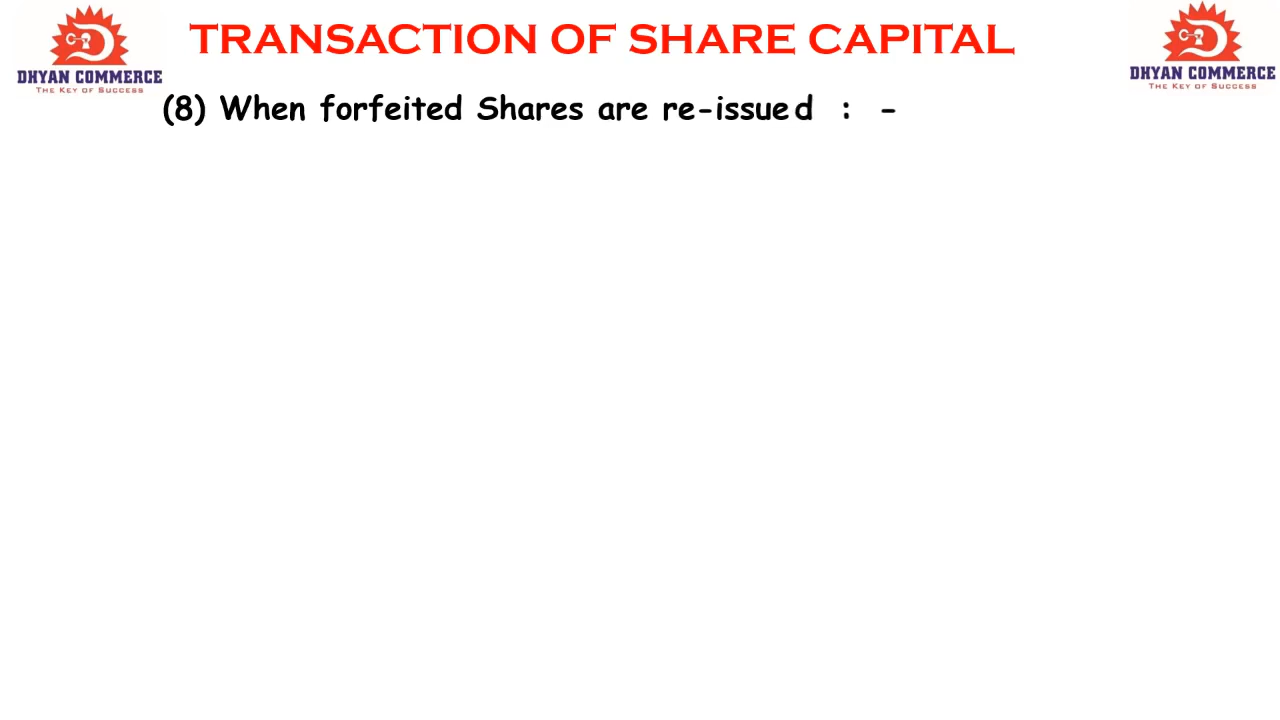 TRANSACTION OF SHARE CAPITAL
DHYAN COMMERCE
THE KEY OF SUCCESS
DHYAN COMMERCE
THE KEY OF SUCCESS
(8) When forfeited Shares are re-issued : -